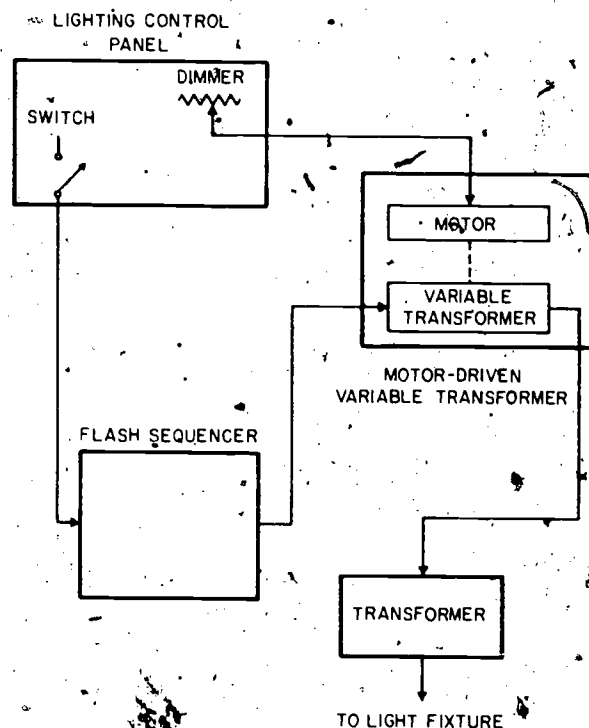 LIGHTING CONTROL
PANEL
DIMMER
SWITCH
MOTOR
VARIABLE
TRANSFORMER
MOTOR-DRIVEN
VARIABLE TRANSFORMER
FLASH SEQUENCER
TRANSFORMER
TO LIGHT FIXTURE